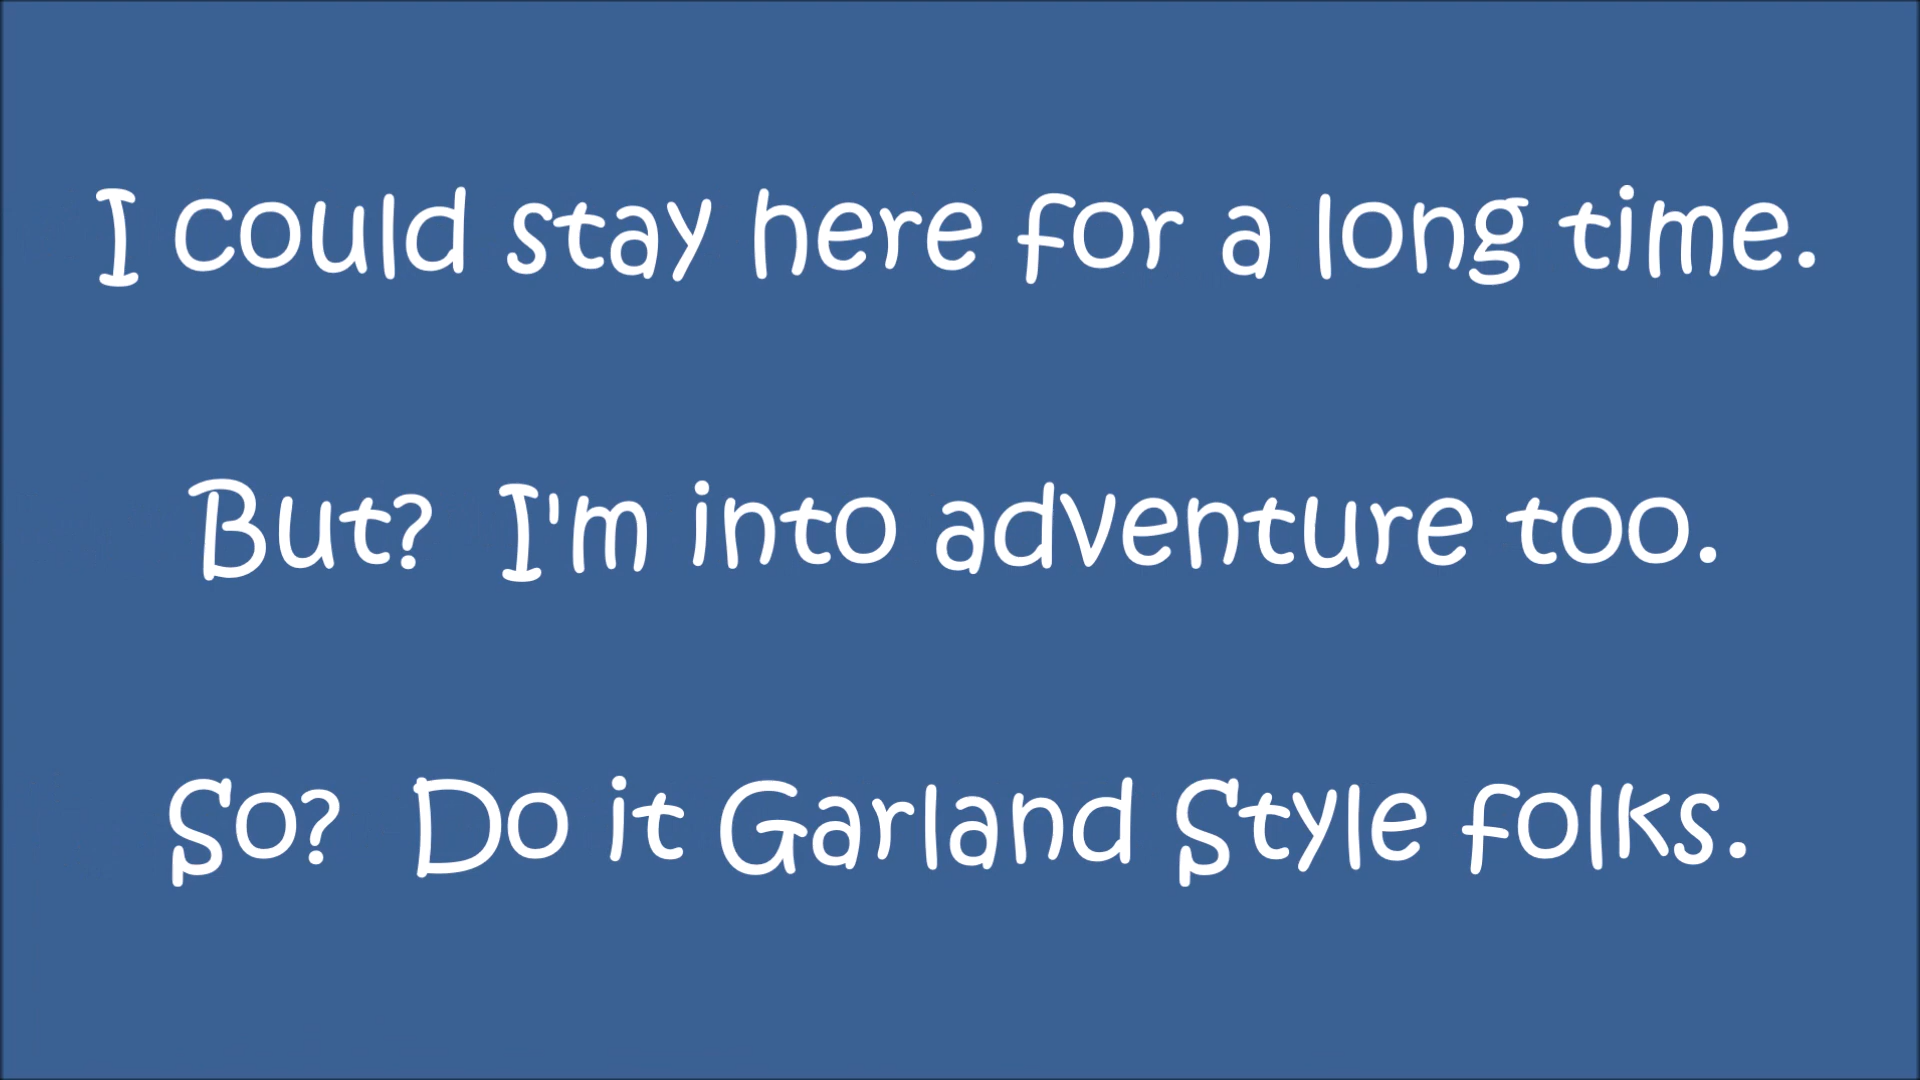 I could stay here for a long time.
But?  I'm into adventure too.
So?  Do it Garland Style folks.